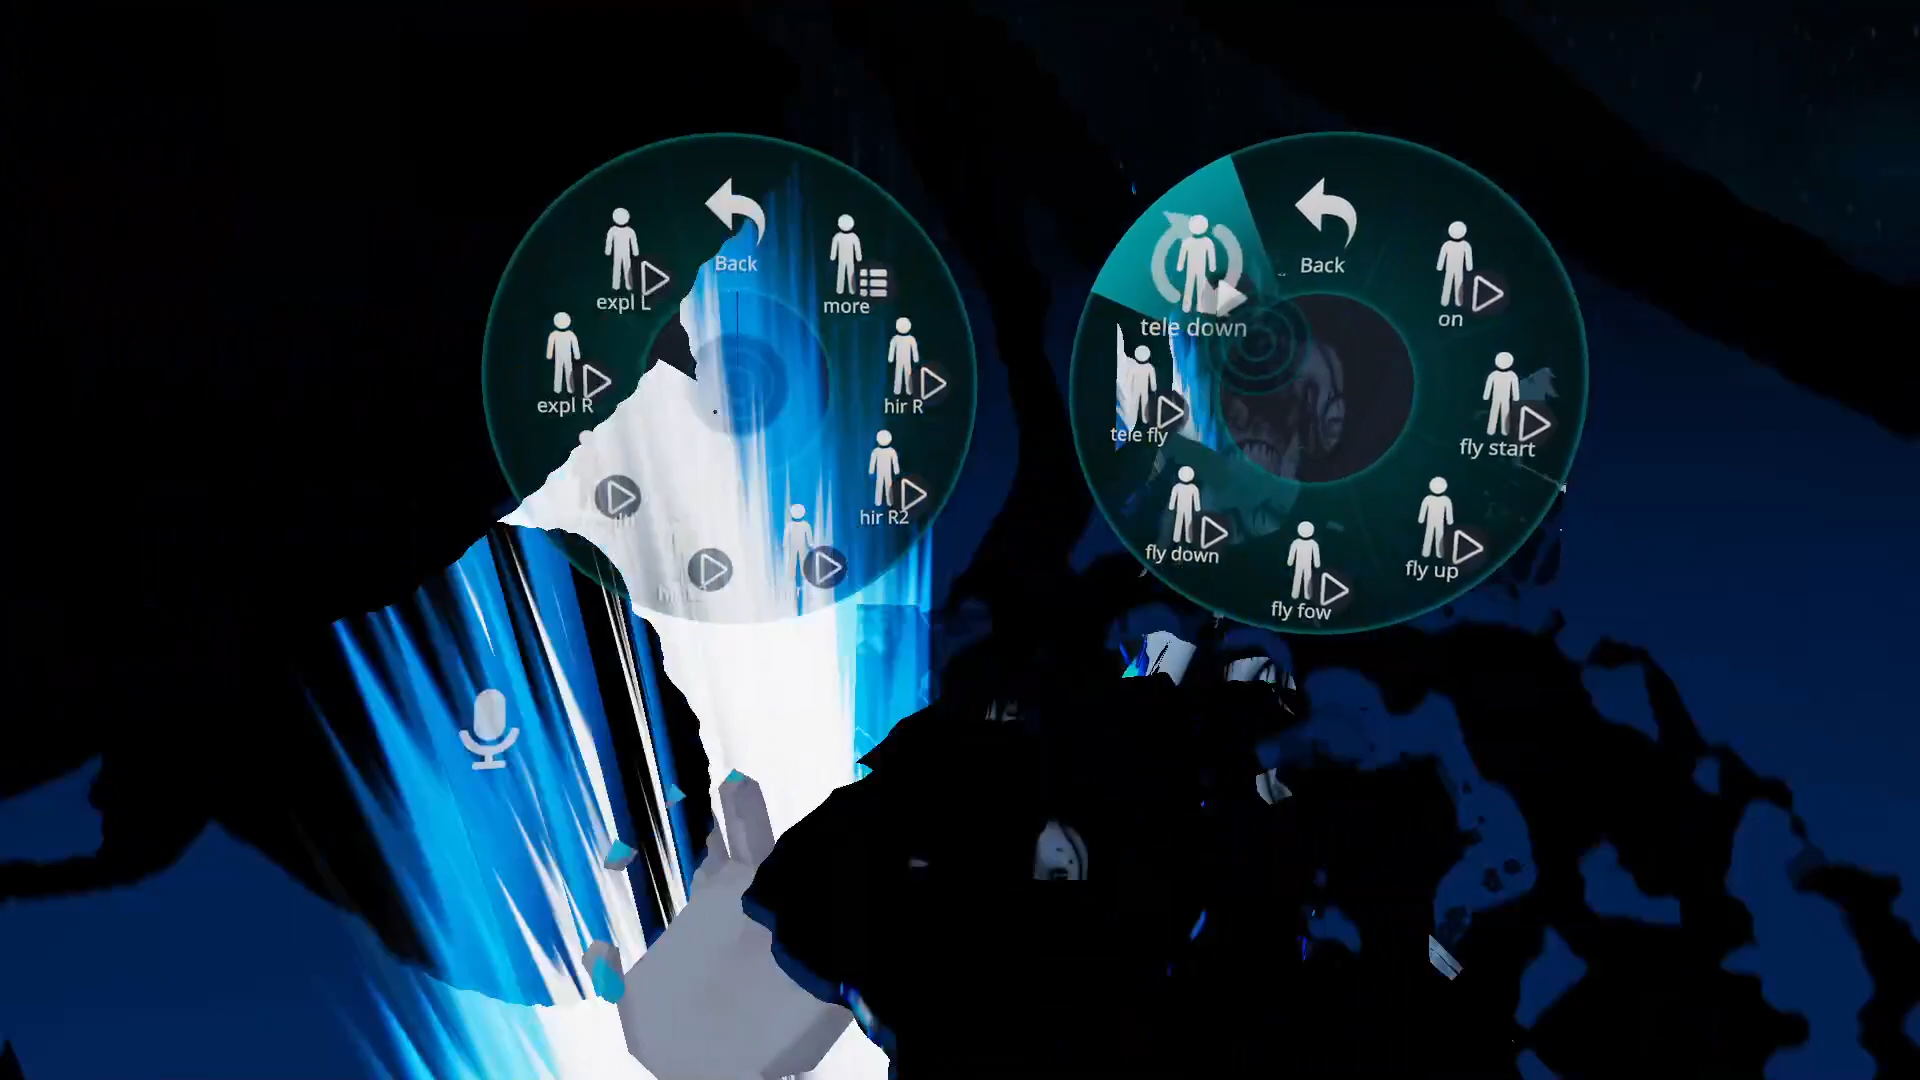 Back
expl L
more
expl R
hir R
hir R2
Back
tele down
on
tele fly
fly start
fly down
fly up
fly fow